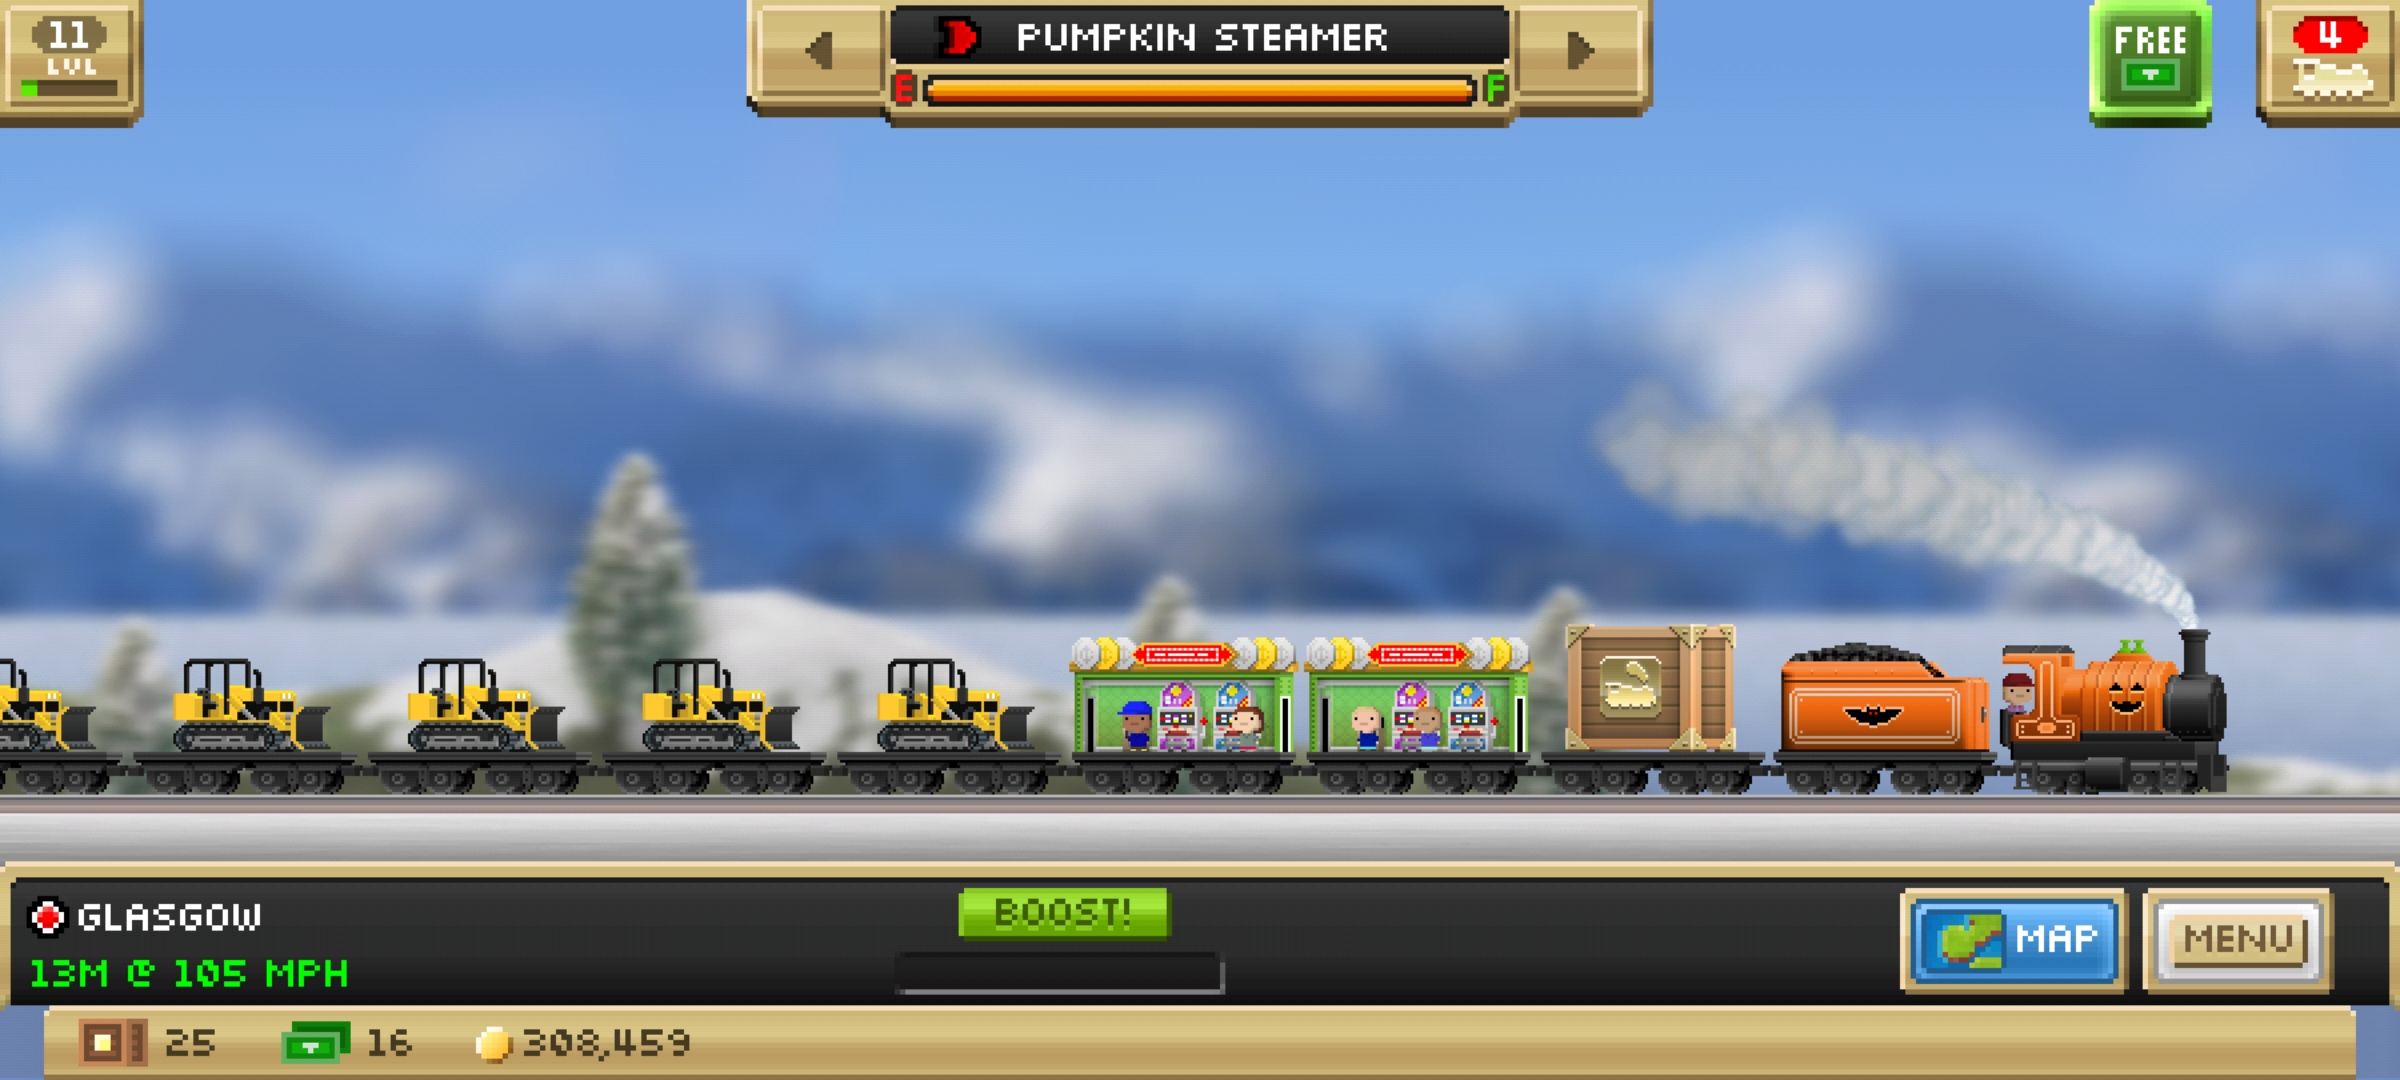 11
LVL
PUMPKIN STEAMER
E F
FREE
4
GLASGOW
13M @ 105 MPH
BOOST!
MAP
MENU
25
16
308,459